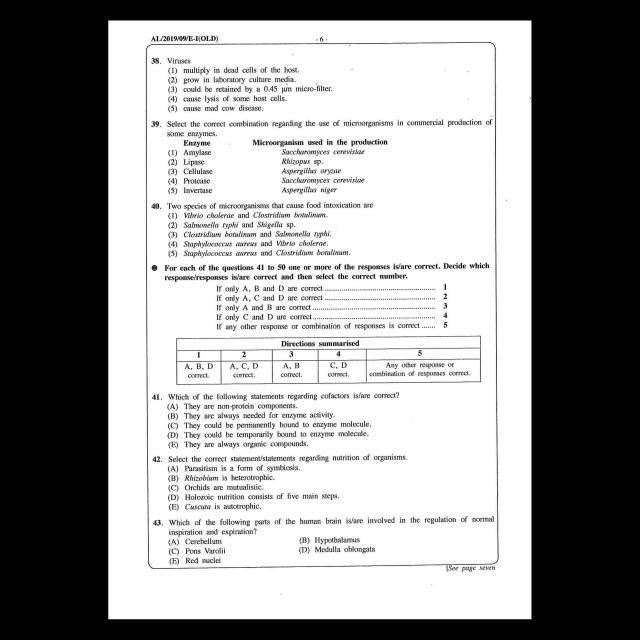 AL/2019/09/E-I(OLD)
- 6 -
38. Viruses
(1) multiply in dead cells of the host.
(2) grow in laboratory culture media.
(3) could be retained by a 0.45 μm micro-filter.
(4) cause lysis of some host cells.
(5) cause mad cow disease.
39. Select the correct combination regarding the use of microorganisms in commercial production of
some enzymes.
Enzyme Microorganism used in the production
(1) Amylase Saccharomyces cerevisiae
(2) Lipase Rhizopus sp.
(3) Cellulase Aspergillus oryzae
(4) Protease Saccharomyces cerevisiae
(5) Invertase Aspergillus niger
40. Two species of microorganisms that cause food intoxication are
(1) Vibrio cholerae and Clostridium botulinum.
(2) Salmonella typhi and Shigella sp.
(3) Clostridium botulinum and Salmonella typhi.
(4) Staphylococcus aureus and Vibrio cholerae.
(5) Staphylococcus aureus and Clostridium botulinum.
● For each of the questions 41 to 50 one or more of the responses is/are correct. Decide which
response/responses is/are correct and then select the correct number.
If only A, B and D are correct ........ 1
If only A, C and D are correct ........ 2
If only A and B are correct ........ 3
If only C and D are correct ........ 4
If any other response or combination of responses is correct ........ 5
Directions summarised
1 2 3 4 5
A, B, D A, C, D A, B C, D Any other response or
correct. correct. correct. correct. combination of responses correct.
41. Which of the following statements regarding cofactors is/are correct?
(A) They are non-protein components.
(B) They are always needed for enzyme activity.
(C) They could be permanently bound to enzyme molecule.
(D) They could be temporarily bound to enzyme molecule.
(E) They are always organic compounds.
42. Select the correct statement/statements regarding nutrition of organisms.
(A) Parasitism is a form of symbiosis.
(B) Rhizobium is heterotrophic.
(C) Orchids are mutualistic.
(D) Holozoic nutrition consists of five main steps.
(E) Cuscuta is autotrophic.
43. Which of the following parts of the human brain is/are involved in the regulation of normal
inspiration and expiration?
(A) Cerebellum (B) Hypothalamus
(C) Pons Varolii (D) Medulla oblongata
(E) Red nuclei
[See page seven